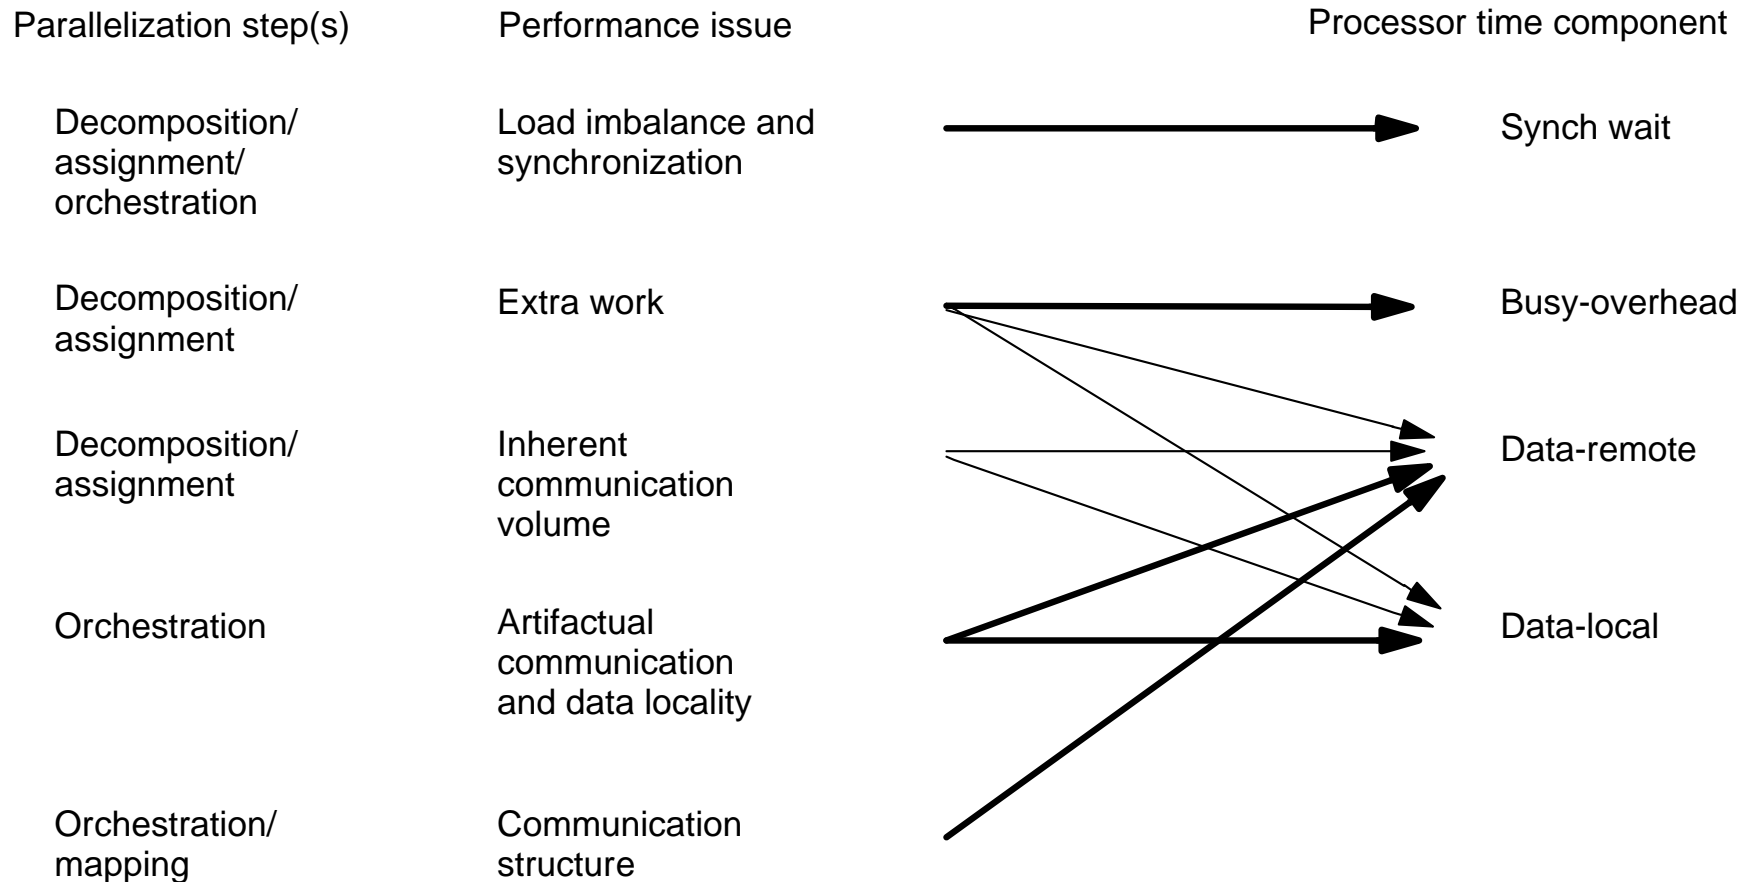 Parallelization step(s) Performance issue Processor time component
Decomposition/
assignment/
orchestration
Load imbalance and
synchronization
Synch wait
Decomposition/
assignment
Extra work
Busy-overhead
Decomposition/
assignment
Inherent
communication
volume
Data-remote
Orchestration
Artifactual
communication
and data locality
Data-local
Orchestration/
mapping
Communication
structure